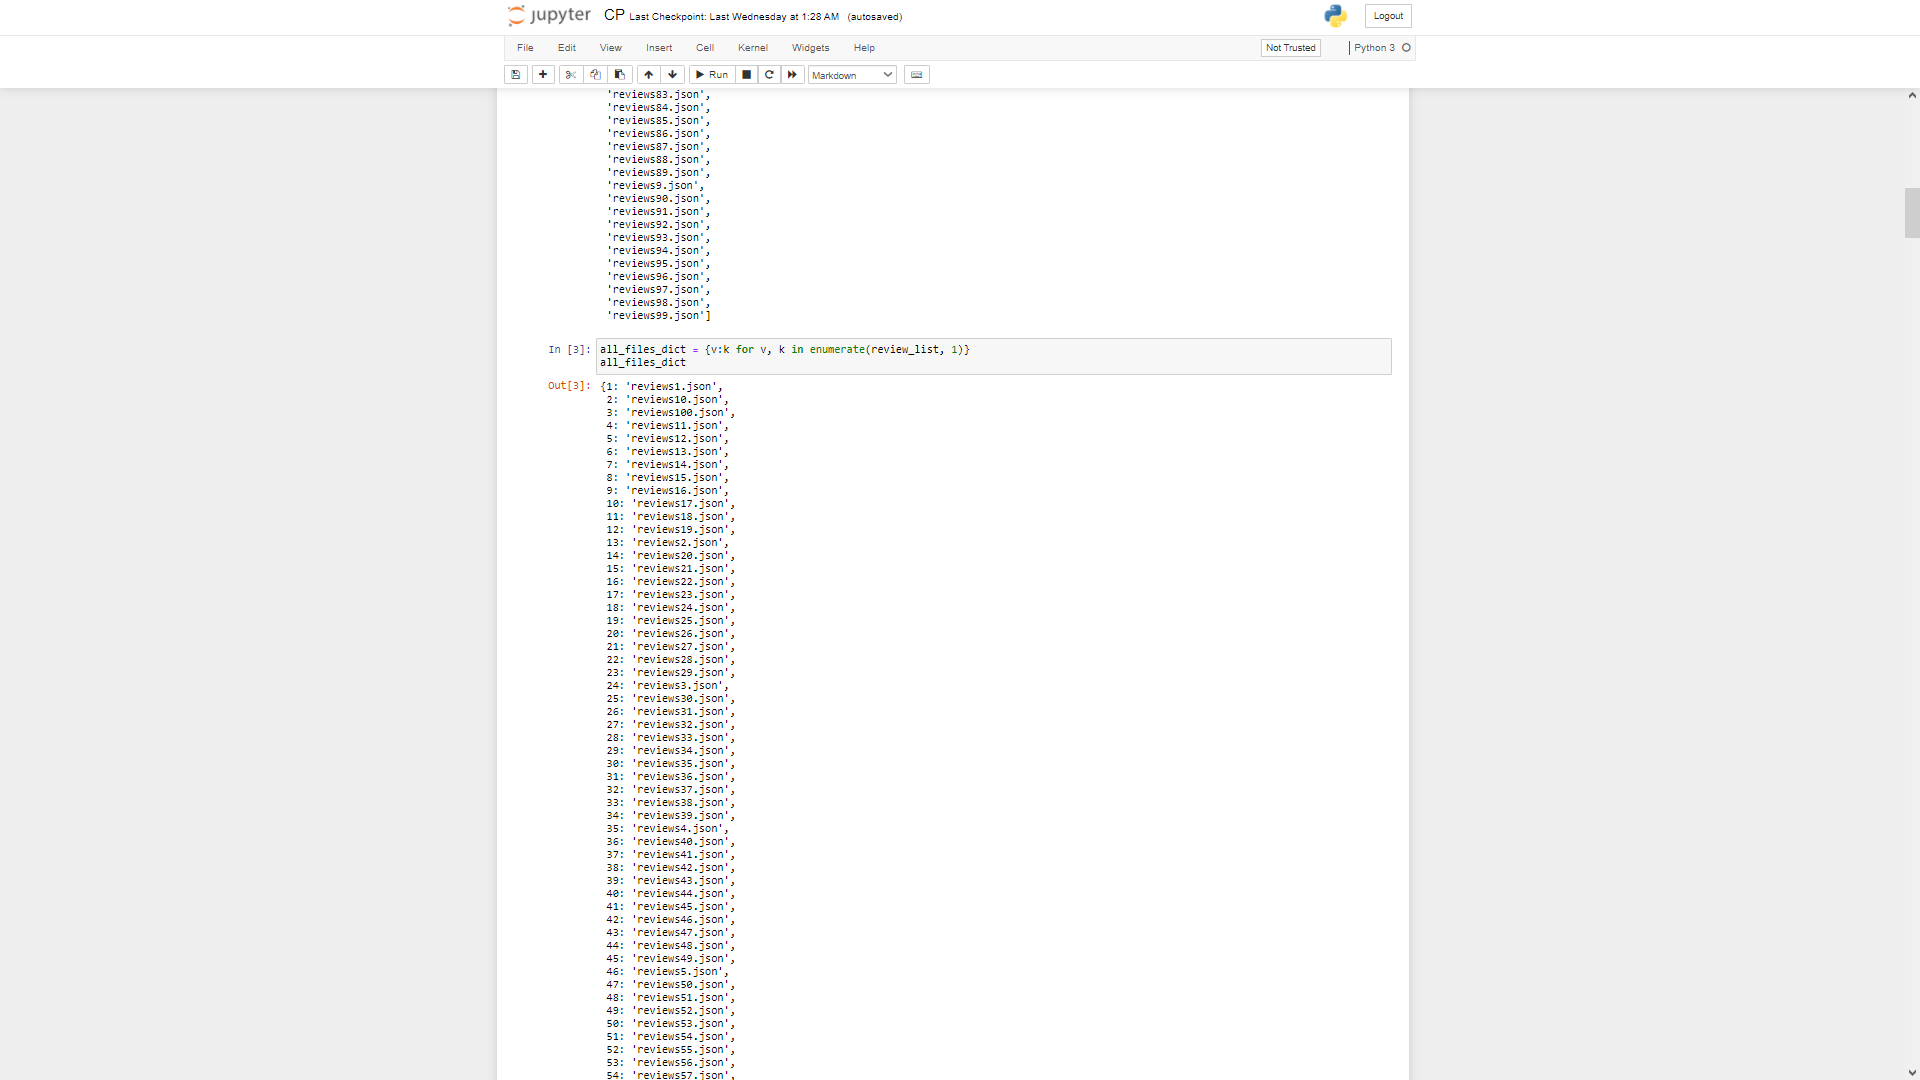 jupyter CP Last Checkpoint: Last Wednesday at 1:28 AM (autosaved)
Logout
File Edit View Insert Cell Kernel Widgets Help
Not Trusted
Python 3
Run
Markdown
'reviews83.json',
'reviews84.json',
'reviews85.json',
'reviews86.json',
'reviews87.json',
'reviews88.json',
'reviews89.json',
'reviews9.json',
'reviews90.json',
'reviews91.json',
'reviews92.json',
'reviews93.json',
'reviews94.json',
'reviews95.json',
'reviews96.json',
'reviews97.json',
'reviews98.json',
'reviews99.json']
In [3]: all_files_dict = {v:k for v, k in enumerate(review_list, 1)}
all_files_dict
Out[3]: {1: 'reviews1.json',
2: 'reviews10.json',
3: 'reviews100.json',
4: 'reviews11.json',
5: 'reviews12.json',
6: 'reviews13.json',
7: 'reviews14.json',
8: 'reviews15.json',
9: 'reviews16.json',
10: 'reviews17.json',
11: 'reviews18.json',
12: 'reviews19.json',
13: 'reviews2.json',
14: 'reviews20.json',
15: 'reviews21.json',
16: 'reviews22.json',
17: 'reviews23.json',
18: 'reviews24.json',
19: 'reviews25.json',
20: 'reviews26.json',
21: 'reviews27.json',
22: 'reviews28.json',
23: 'reviews29.json',
24: 'reviews3.json',
25: 'reviews30.json',
26: 'reviews31.json',
27: 'reviews32.json',
28: 'reviews33.json',
29: 'reviews34.json',
30: 'reviews35.json',
31: 'reviews36.json',
32: 'reviews37.json',
33: 'reviews38.json',
34: 'reviews39.json',
35: 'reviews4.json',
36: 'reviews40.json',
37: 'reviews41.json',
38: 'reviews42.json',
39: 'reviews43.json',
40: 'reviews44.json',
41: 'reviews45.json',
42: 'reviews46.json',
43: 'reviews47.json',
44: 'reviews48.json',
45: 'reviews49.json',
46: 'reviews5.json',
47: 'reviews50.json',
48: 'reviews51.json',
49: 'reviews52.json',
50: 'reviews53.json',
51: 'reviews54.json',
52: 'reviews55.json',
53: 'reviews56.json',
54: 'reviews57.json',